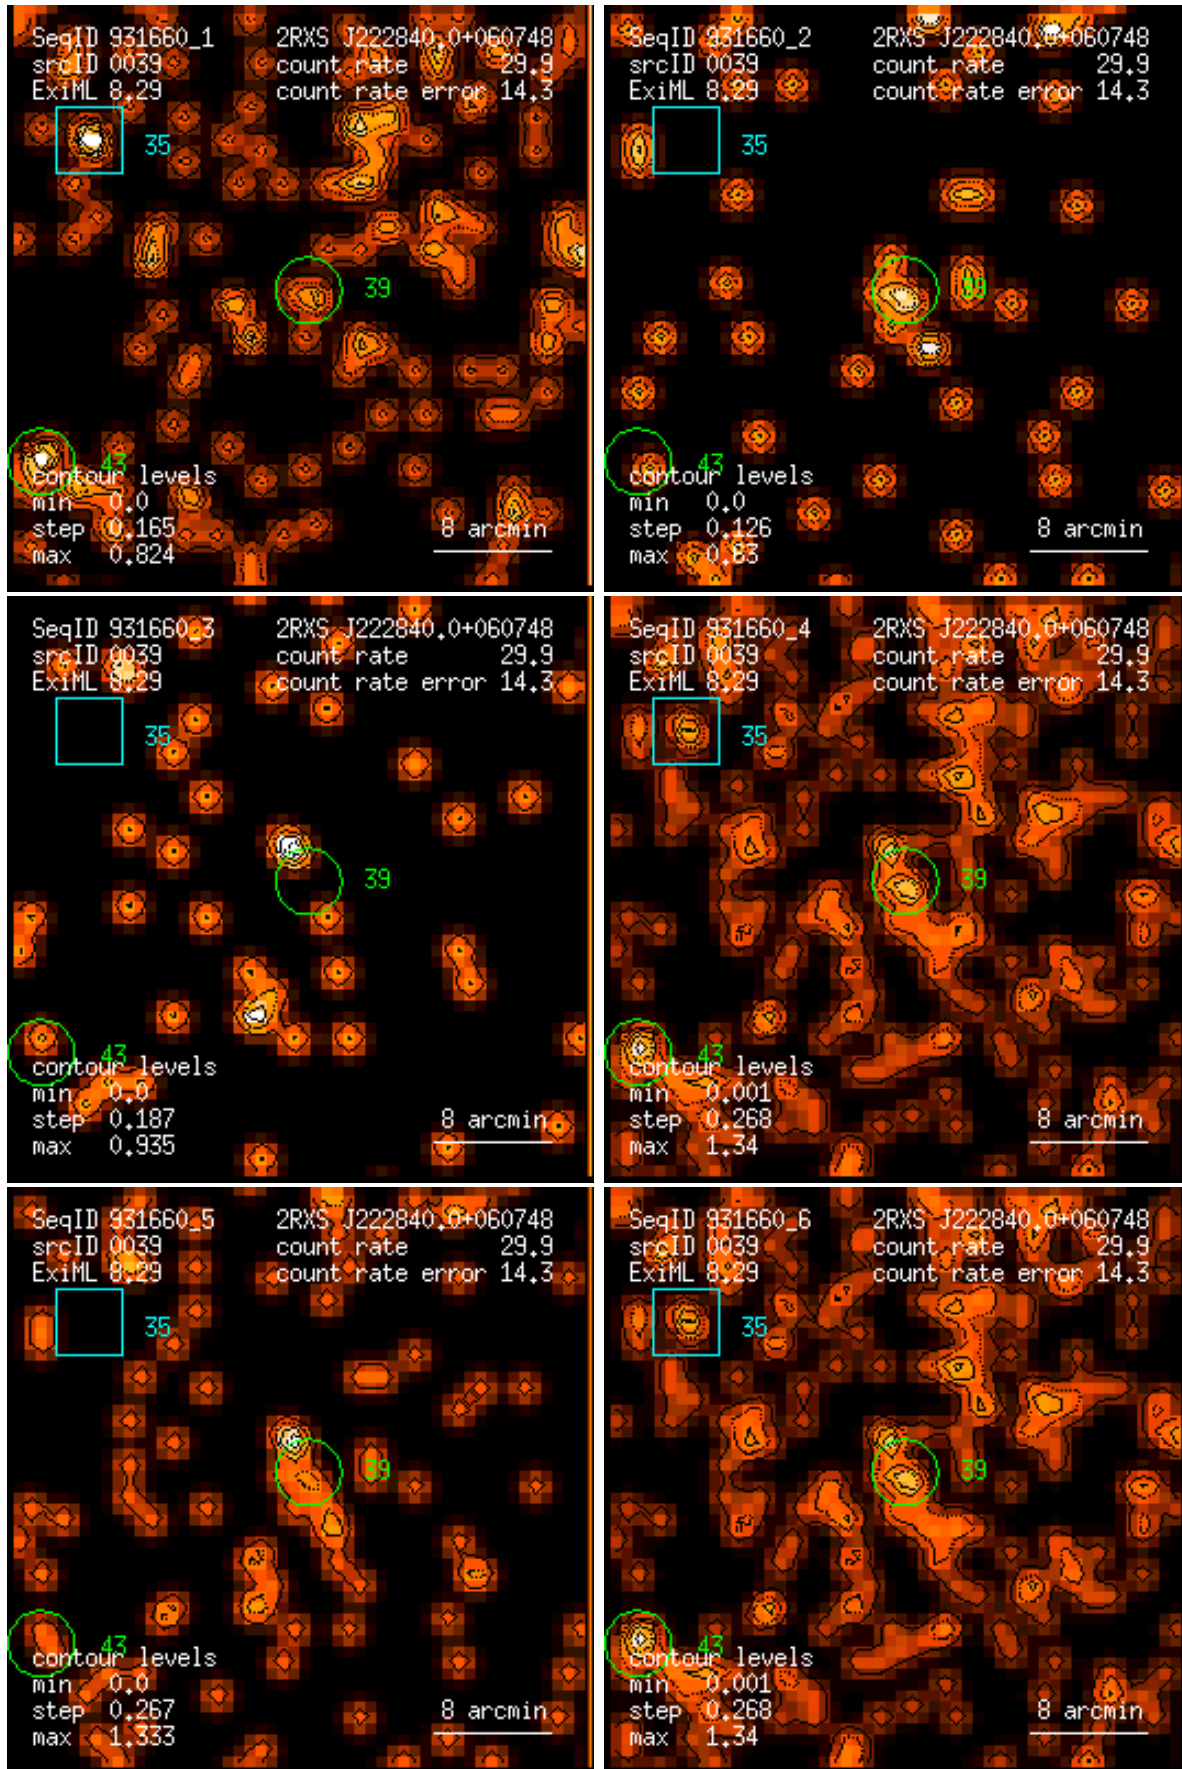 SeqID 931660_1 2RXS J222840.0+060748
srcID 0039 count rate 29.9
ExiML 8.29 count rate error 14.3
35
39
43
contour levels
min 0.0
step 0.165 8 arcmin
max 0.824
SeqID 931660_2 2RXS J222840.0+060748
srcID 0039 count rate 29.9
ExiML 8.29 count rate error 14.3
35
39
43
contour levels
min 0.0
step 0.126 8 arcmin
max 0.63
SeqID 931660_3 2RXS J222840.0+060748
srcID 0039 count rate 29.9
ExiML 8.29 count rate error 14.3
35
39
43
contour levels
min 0.0
step 0.187 8 arcmin
max 0.935
SeqID 931660_4 2RXS J222840.0+060748
srcID 0039 count rate 29.9
ExiML 8.29 count rate error 14.3
35
39
43
contour levels
min 0.001
step 0.268 8 arcmin
max 1.34
SeqID 931660_5 2RXS J222840.0+060748
srcID 0039 count rate 29.9
ExiML 8.29 count rate error 14.3
35
39
43
contour levels
min 0.0
step 0.267 8 arcmin
max 1.333
SeqID 931660_6 2RXS J222840.0+060748
srcID 0039 count rate 29.9
ExiML 8.29 count rate error 14.3
35
39
43
contour levels
min 0.001
step 0.268 8 arcmin
max 1.34